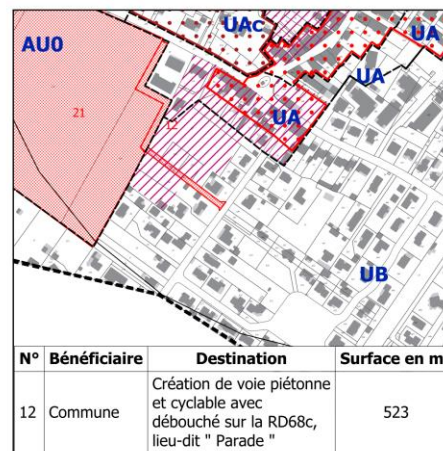 UAc
UA
AU0
UA
21
12
UA
UB
N° Bénéficiaire Destination Surface en m
12 Commune Création de voie piétonne
et cyclable avec
débouché sur la RD68c,
lieu-dit " Parade " 523